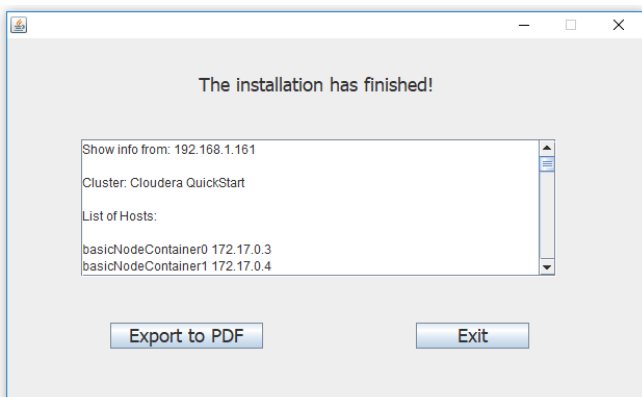 The installation has finished!
Show info from: 192.168.1.161
Cluster: Cloudera QuickStart
List of Hosts:
basicNodeContainer0 172.17.0.3
basicNodeContainer1 172.17.0.4
Export to PDF
Exit